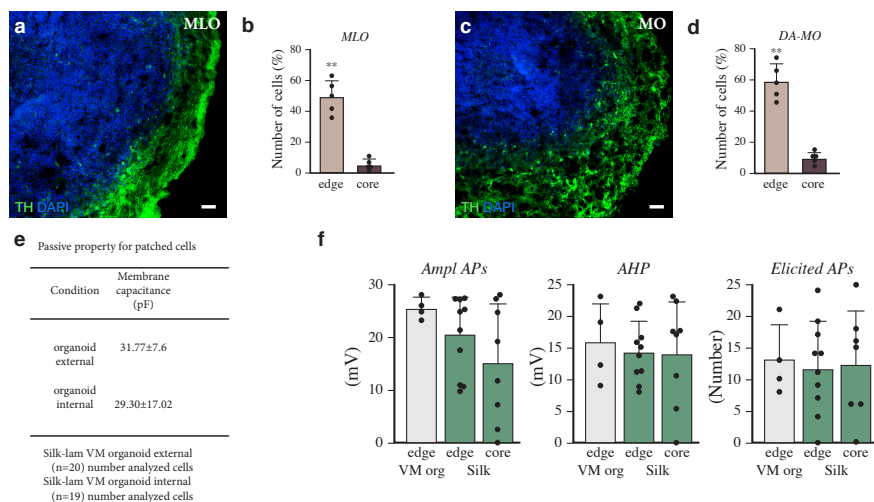 a
MLO
TH DAPI
b
MLO
Number of cells (%)
80
60
40
20
0
**
edge
core
c
MO
TH DAPI
d
DA-MO
Number of cells (%)
80
60
40
20
0
**
edge
core
e
Passive property for patched cells
Condition
Membrane
capacitance
(pF)
organoid
external
31.77±7.6
organoid
internal
29.30±17.02
Silk-lam VM organoid external
(n=20) number analyzed cells
Silk-lam VM organoid internal
(n=19) number analyzed cells
f
Ampl APs
(mV)
30
20
10
0
edge edge core
VM org Silk
AHP
(mV)
25
20
15
10
5
0
edge edge core
VM org Silk
Elicited APs
(Number)
25
20
15
10
5
0
edge edge core
VM org Silk